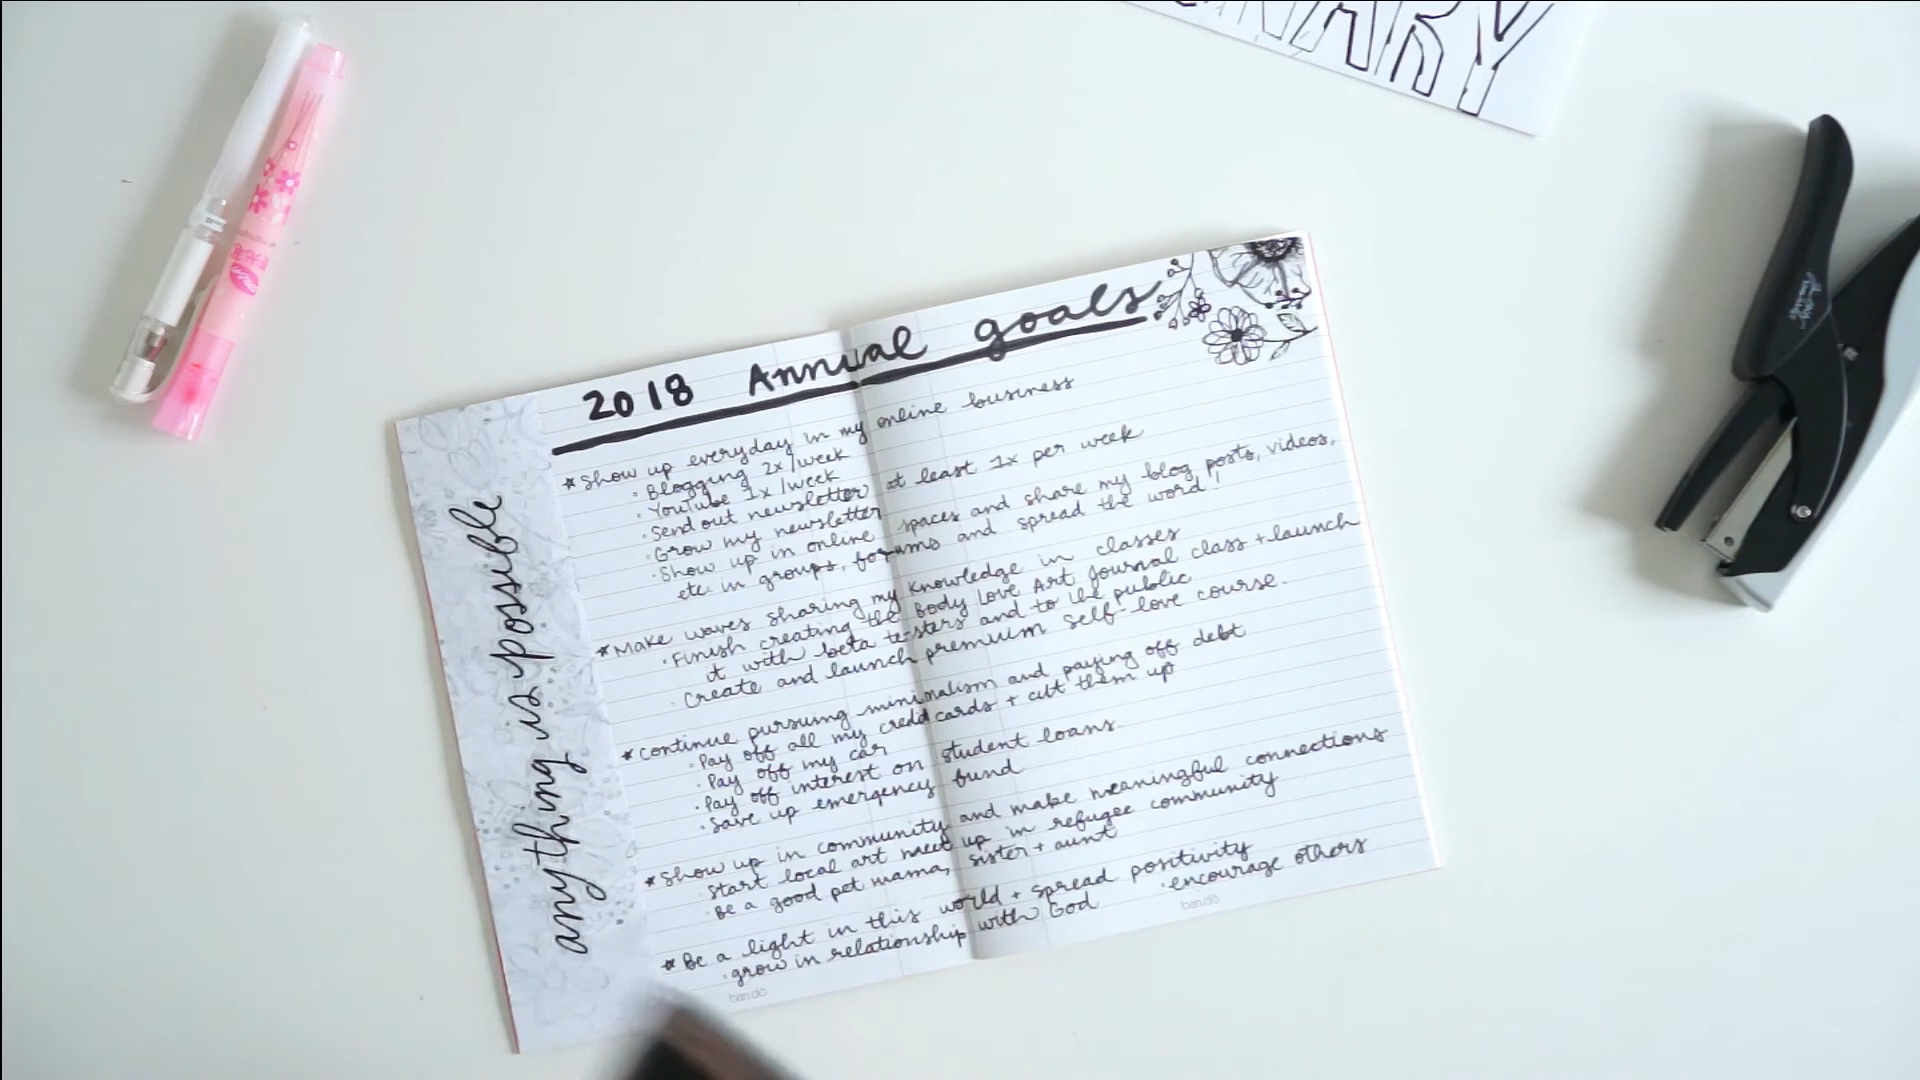 NARY
2018 Annual goals
anything is possible
*Show up everyday in my online business
· Blogging 2x/week
· YouTube 1x/week
· Send out newsletter at least 1x per week
· Grow my newsletter
· Show up in online spaces and share my blog posts, videos,
etc. in groups, forums and spread the word!
*Make waves sharing my knowledge in classes
· Finish creating the Body Love Art Journal class + launch
it with beta testers and to the public
· Create and launch premium self-love course.
*Continue pursuing minimalism and paying off debt
· Pay off all my credit cards + cut them up
· Pay off my car
· Pay off interest on student loans
· Save up emergency fund
*Show up in community and make meaningful connections
· Start local art meet up in refugee community
· Be a good pet mama, sister + aunt
*Be a light in this world + spread positivity
· grow in relationship with God · encourage others
ban.dō
ban.dō